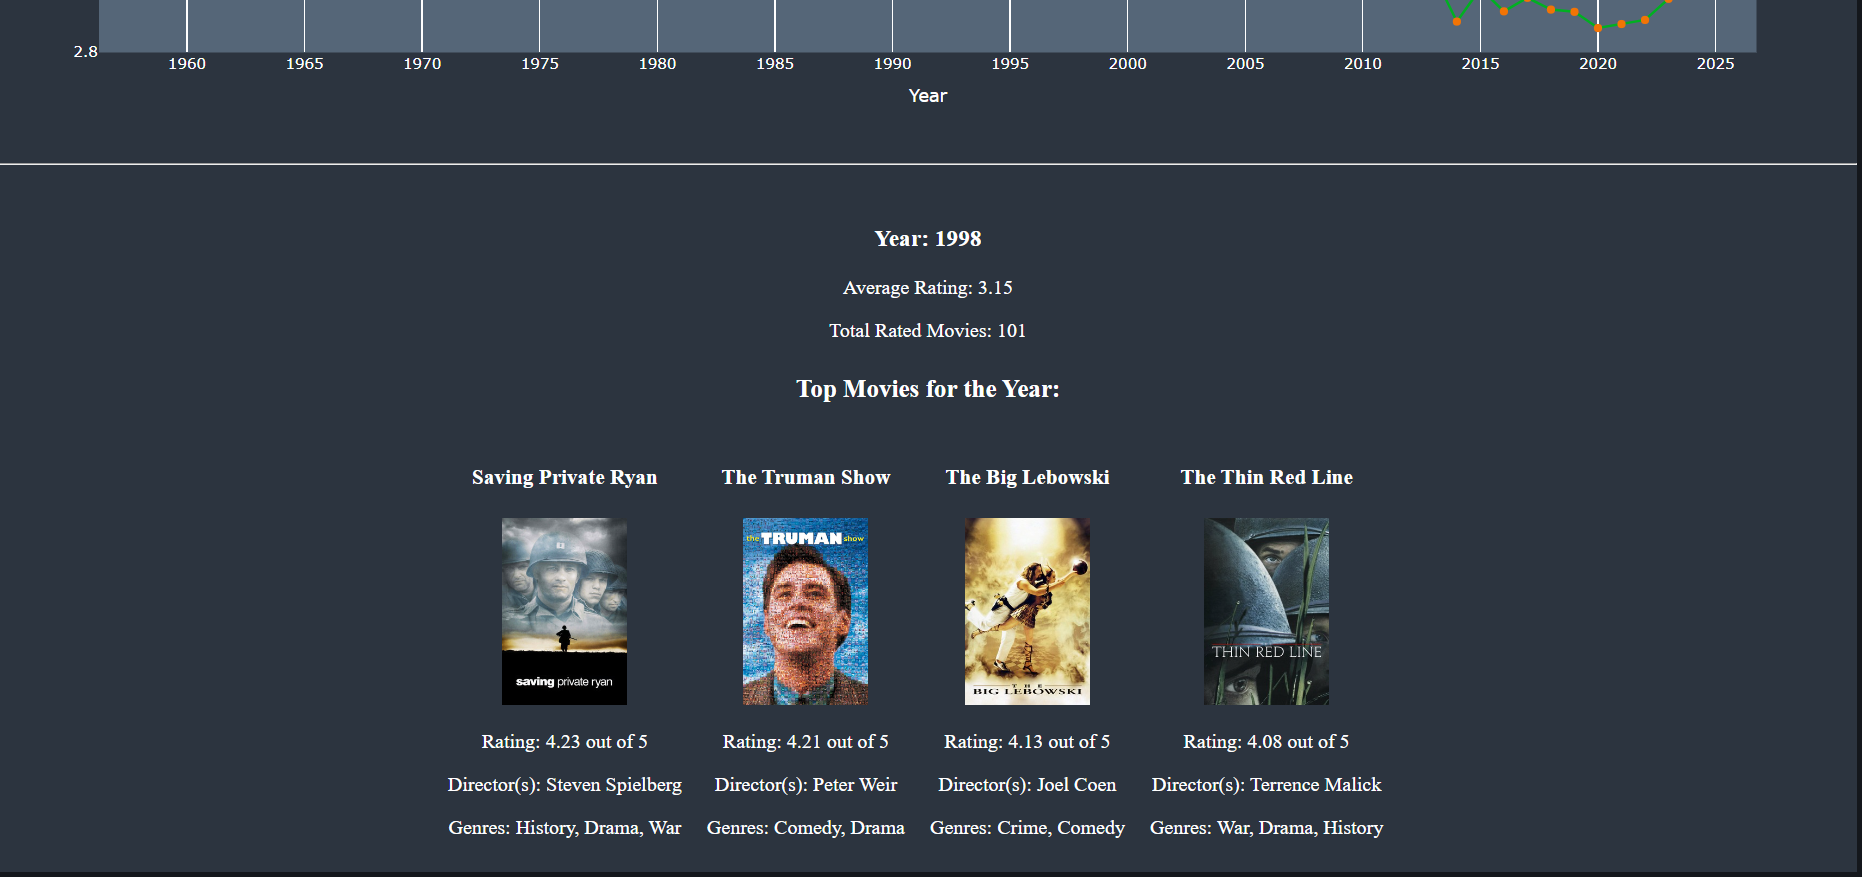 2.8
1960 1965 1970 1975 1980 1985 1990 1995 2000 2005 2010 2015 2020 2025
Year
Year: 1998
Average Rating: 3.15
Total Rated Movies: 101
Top Movies for the Year:
Saving Private Ryan The Truman Show The Big Lebowski The Thin Red Line
the TRUMAN show
THIN RED LINE
saving private ryan
THE
BIG LEBOWSKI
Rating: 4.23 out of 5 Rating: 4.21 out of 5 Rating: 4.13 out of 5 Rating: 4.08 out of 5
Director(s): Steven Spielberg Director(s): Peter Weir Director(s): Joel Coen Director(s): Terrence Malick
Genres: History, Drama, War Genres: Comedy, Drama Genres: Crime, Comedy Genres: War, Drama, History